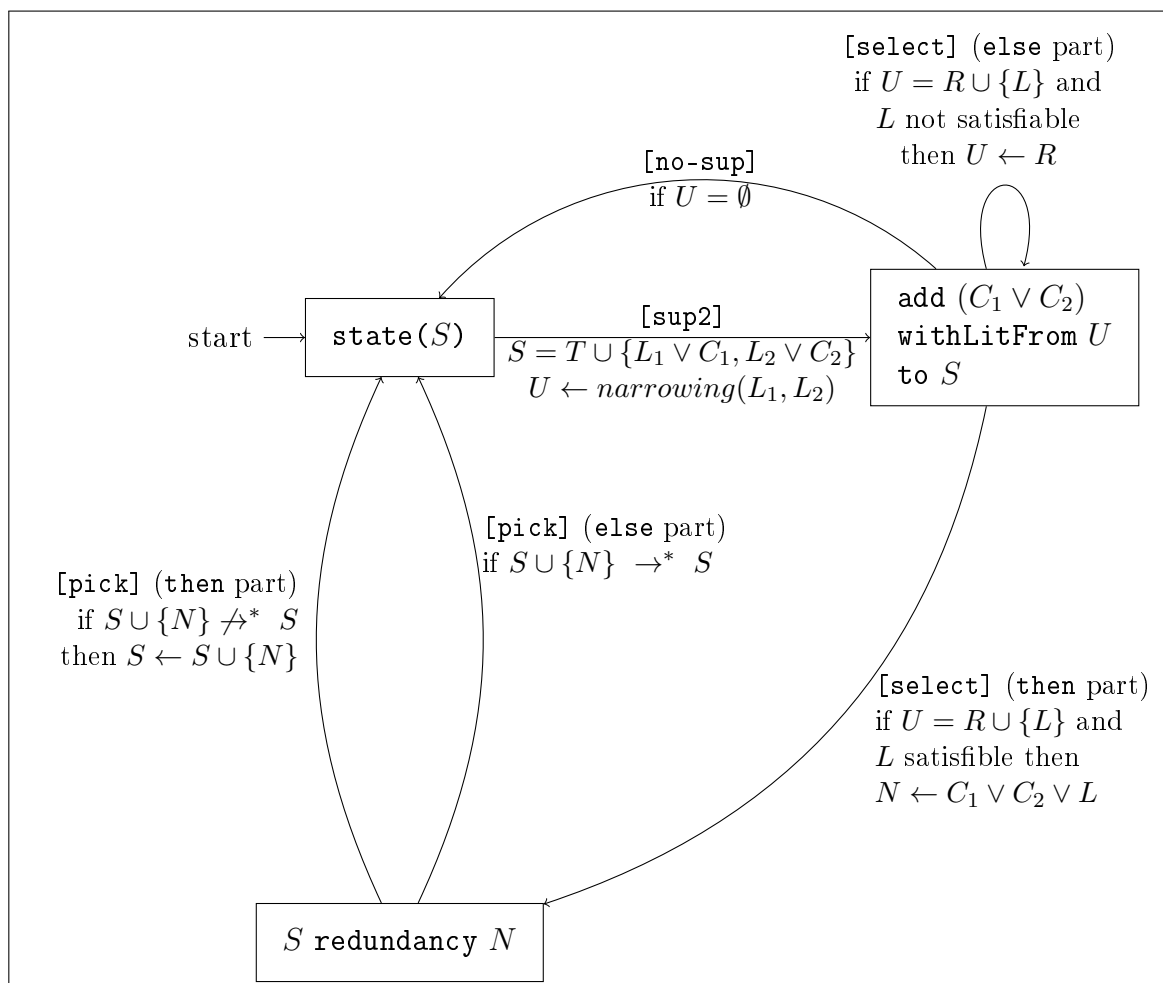 [select] (else part)
if U = R ∪ {L} and
L not satisfiable
then U ← R
[no-sup]
if U = ∅
start
state(S)
[sup2]
S = T ∪ {L₁ ∨ C₁, L₂ ∨ C₂}
U ← narrowing(L₁, L₂)
add (C₁ ∨ C₂)
withLitFrom U
to S
[pick] (else part)
if S ∪ {N} →* S
[pick] (then part)
if S ∪ {N} ↛* S
then S ← S ∪ {N}
[select] (then part)
if U = R ∪ {L} and
L satisfible then
N ← C₁ ∨ C₂ ∨ L
S redundancy N